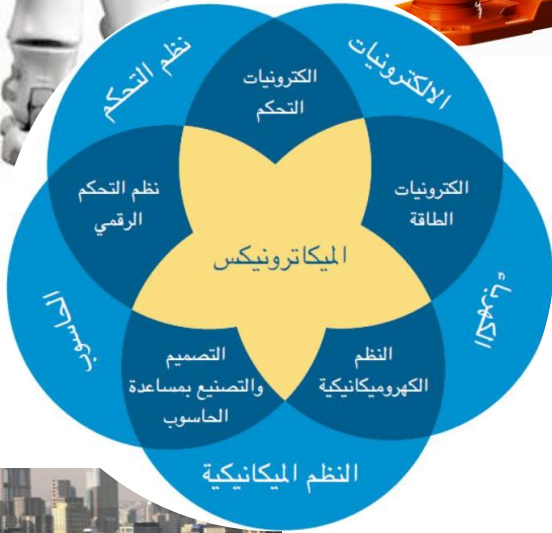 نظم التحكم
الالكترونيات
الكترونيات
التحكم
نظم التحكم
الرقمي
الكترونيات
الطاقة
الميكاترونيكس
الحاسوب
الكهرباء
التصميم
والتصنيع بمساعدة
الحاسوب
النظم
الكهروميكانيكية
النظم الميكانيكية